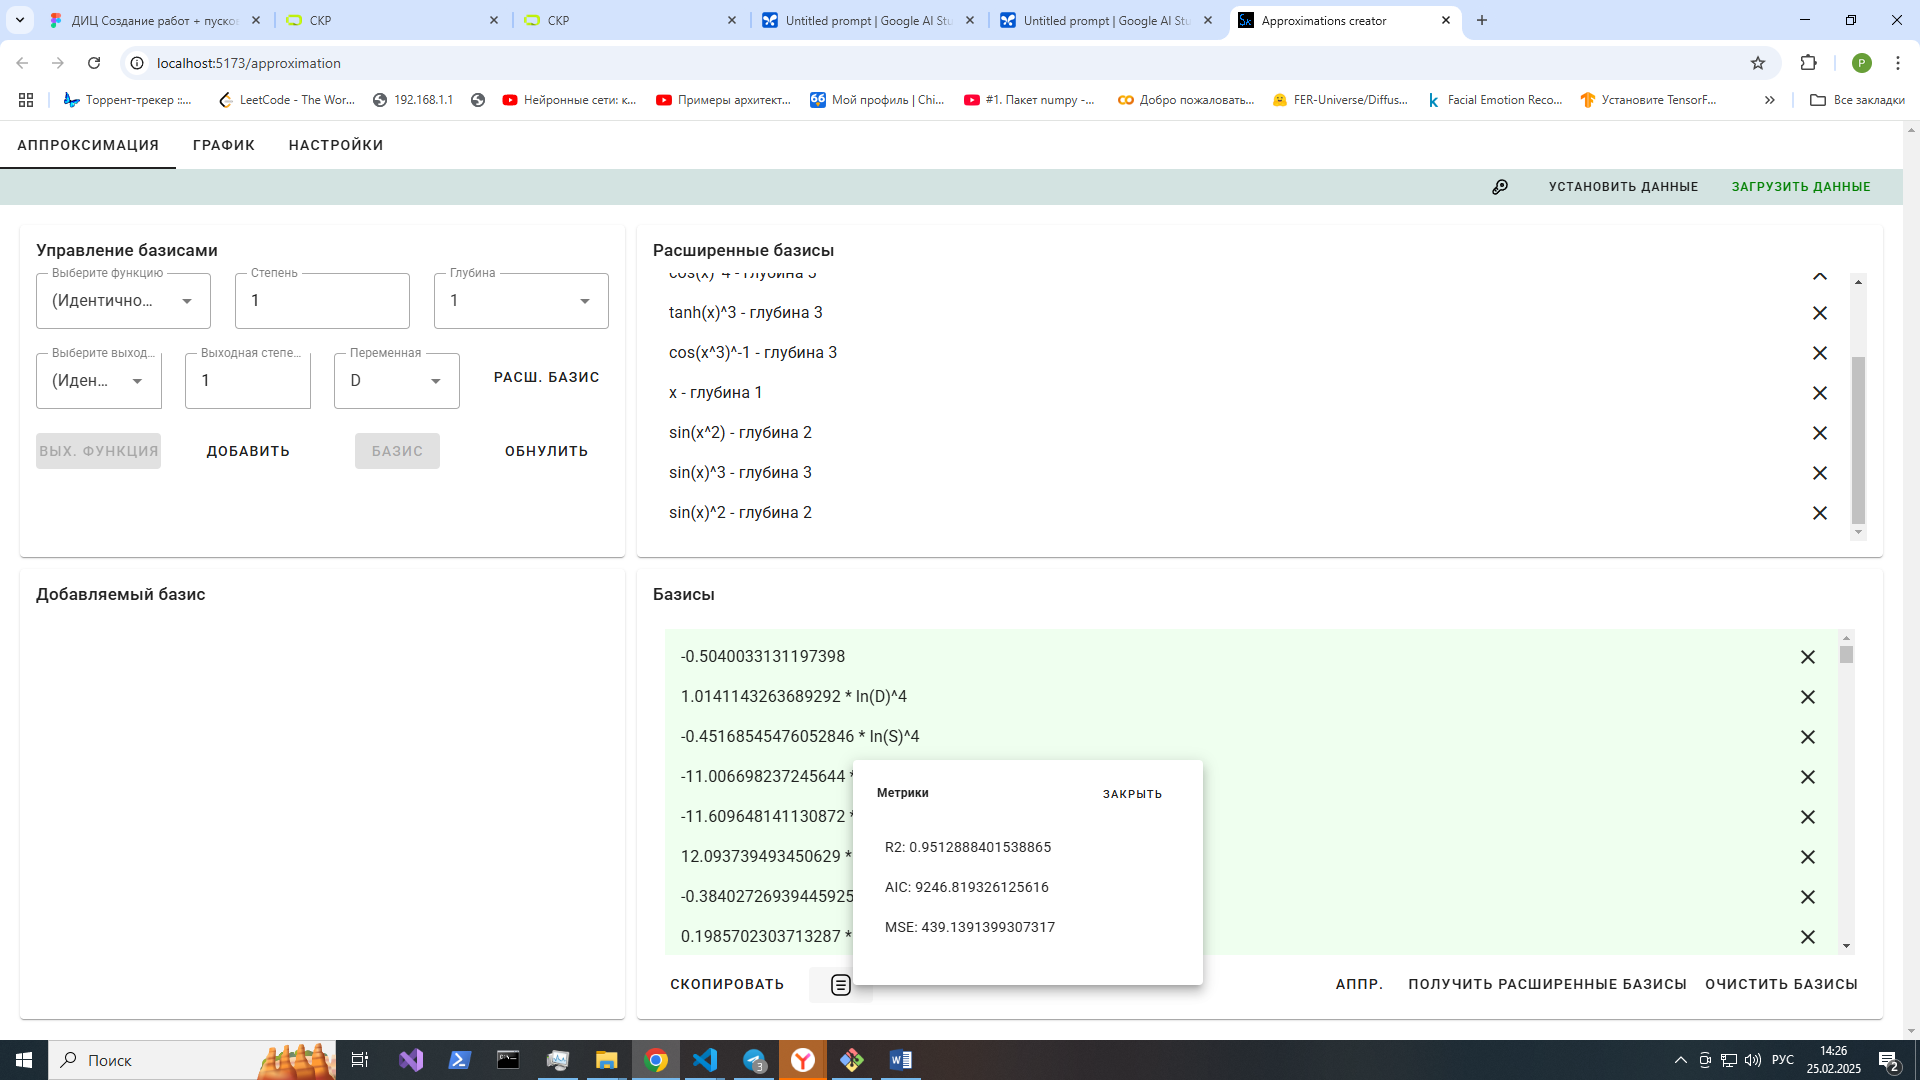 ДИЦ Создание работ + пуско
СКР
СКР
Untitled prompt | Google AI Stu
Untitled prompt | Google AI Stu
Approximations creator
localhost:5173/approximation
P
Торрент-трекер ::...
LeetCode - The Wor...
192.168.1.1
Нейронные сети: к...
Примеры архитект...
Мой профиль | Chi...
#1. Пакет numpy -...
Добро пожаловать...
FER-Universe/Diffus...
Facial Emotion Reco...
Установите TensorF...
Все закладки
АППРОКСИМАЦИЯ
ГРАФИК
НАСТРОЙКИ
УСТАНОВИТЬ ДАННЫЕ
ЗАГРУЗИТЬ ДАННЫЕ
Управление базисами
Выберите функцию
(Идентично...
Степень
1
Глубина
1
Выберите выход...
(Иден...
Выходная степе...
1
Переменная
D
РАСШ. БАЗИС
ВЫХ. ФУНКЦИЯ
ДОБАВИТЬ
БАЗИС
ОБНУЛИТЬ
Расширенные базисы
cos(x)^4 - глубина 3
tanh(x)^3 - глубина 3
cos(x^3)^-1 - глубина 3
x - глубина 1
sin(x^2) - глубина 2
sin(x)^3 - глубина 3
sin(x)^2 - глубина 2
Добавляемый базис
Базисы
-0.5040033131197398
1.0141143263689292 * ln(D)^4
-0.45168545476052846 * ln(S)^4
-11.006698237245644 *
-11.609648141130872 *
12.093739493450629 *
-0.38402726939445925
0.1985702303713287 *
Метрики
ЗАКРЫТЬ
R2: 0.9512888401538865
AIC: 9246.819326125616
MSE: 439.1391399307317
СКОПИРОВАТЬ
АППР.
ПОЛУЧИТЬ РАСШИРЕННЫЕ БАЗИСЫ
ОЧИСТИТЬ БАЗИСЫ
Поиск
3
РУС
14:26
25.02.2025
2